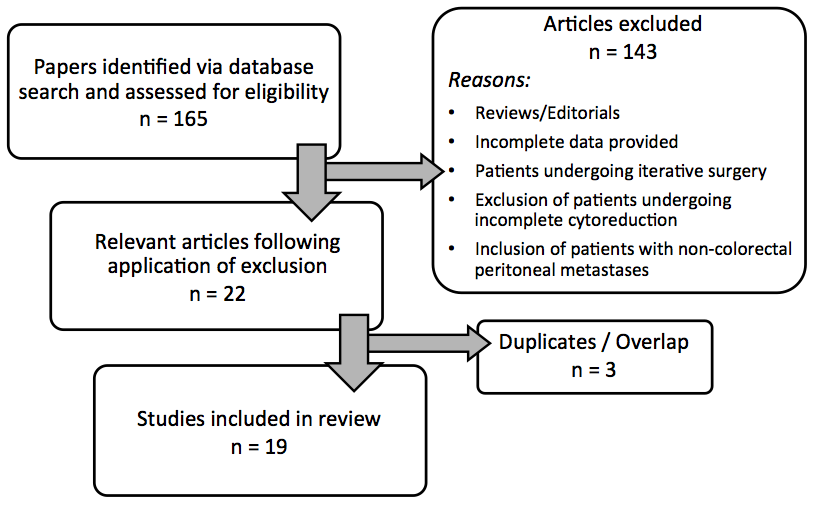 Papers identified via database
search and assessed for eligibility
n = 165
Articles excluded
n = 143
Reasons:
• Reviews/Editorials
• Incomplete data provided
• Patients undergoing iterative surgery
• Exclusion of patients undergoing
incomplete cytoreduction
• Inclusion of patients with non-colorectal
peritoneal metastases
Relevant articles following
application of exclusion
n = 22
Duplicates / Overlap
n = 3
Studies included in review
n = 19